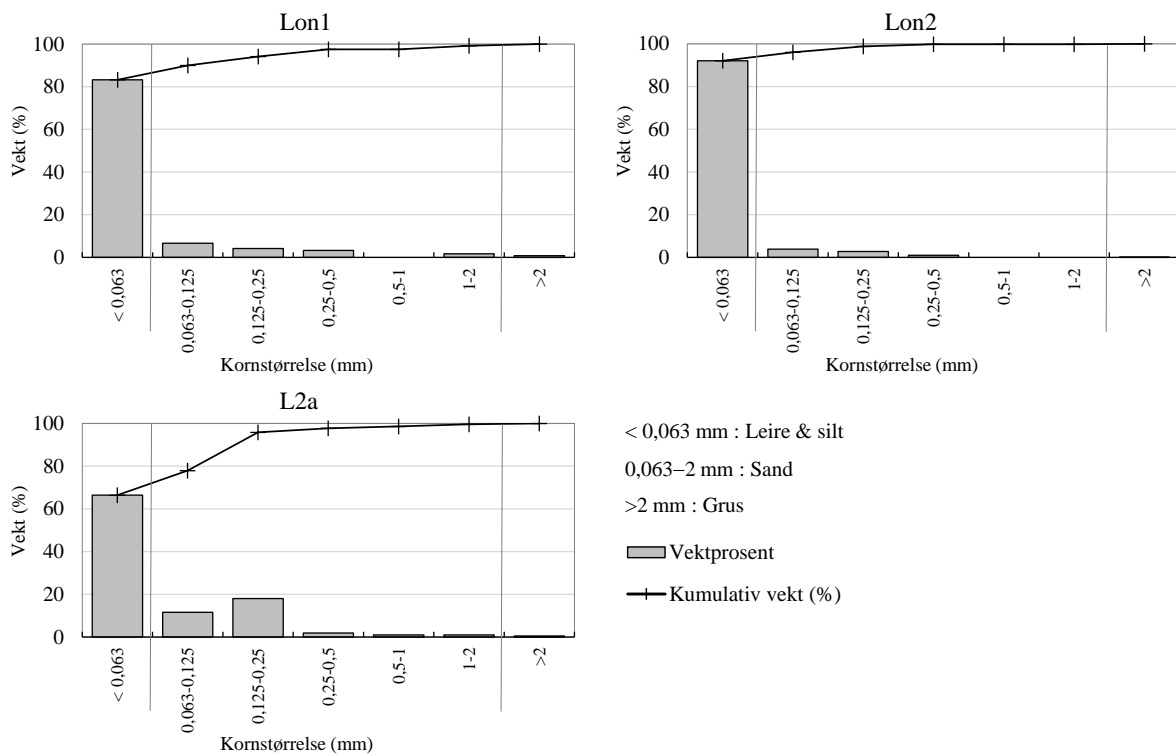 Lon1
100
80
60
40
20
0
Vekt (%)
< 0,063
0,063-0,125
0,125-0,25
0,25-0,5
0,5-1
1-2
>2
Kornstørrelse (mm)
Lon2
100
80
60
40
20
0
Vekt (%)
< 0,063
0,063-0,125
0,125-0,25
0,25-0,5
0,5-1
1-2
>2
Kornstørrelse (mm)
L2a
100
80
60
40
20
0
Vekt (%)
< 0,063
0,063-0,125
0,125-0,25
0,25-0,5
0,5-1
1-2
>2
Kornstørrelse (mm)
< 0,063 mm : Leire & silt
0,063–2 mm : Sand
>2 mm : Grus
Vektprosent
Kumulativ vekt (%)